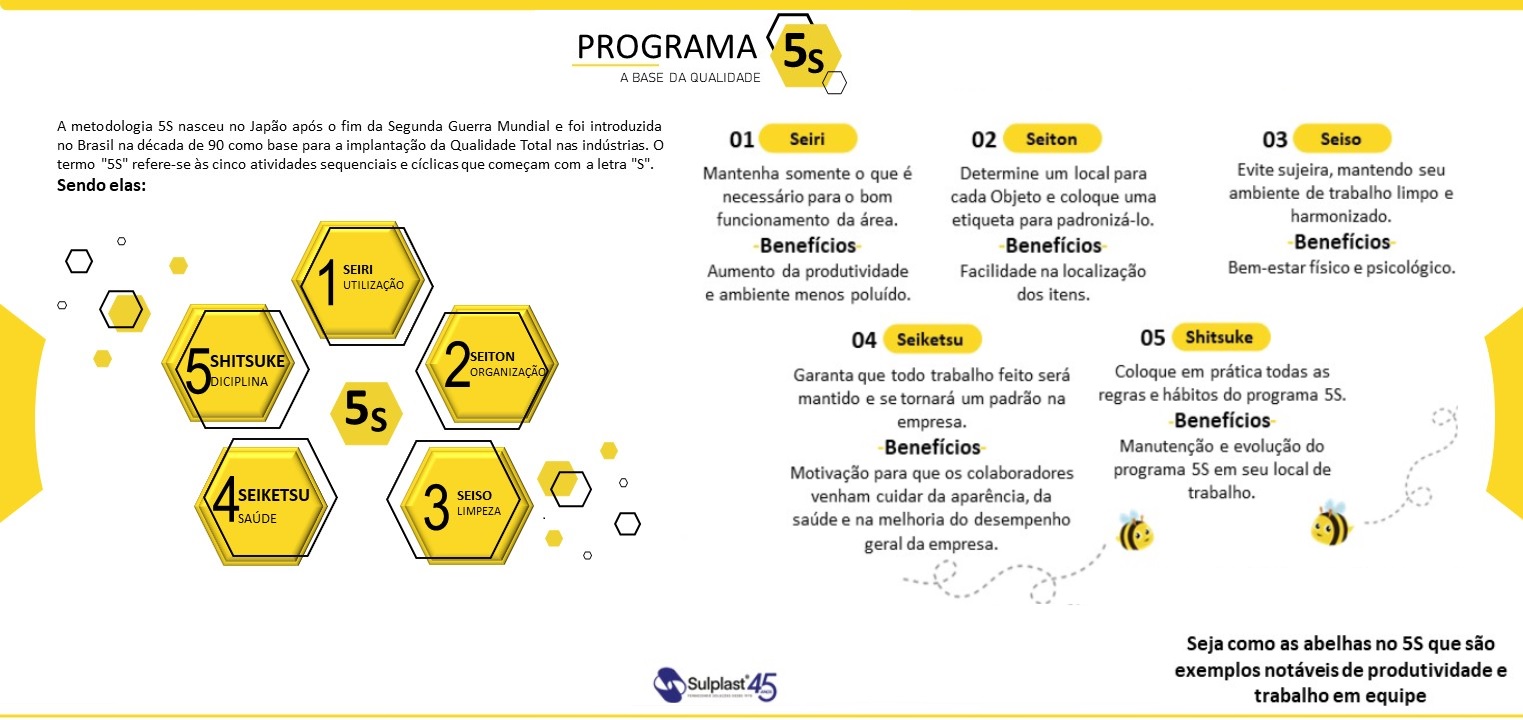 PROGRAMA 5S
A BASE DA QUALIDADE
A metodologia 5S nasceu no Japão após o fim da Segunda Guerra Mundial e foi introduzida
no Brasil na década de 90 como base para a implantação da Qualidade Total nas indústrias. O
termo "5S" refere-se às cinco atividades sequenciais e cíclicas que começam com a letra "S".
Sendo elas:
1 SEIRI
UTILIZAÇÃO
2 SEITON
ORGANIZAÇÃO
3 SEISO
LIMPEZA
4 SEIKETSU
SAÚDE
5 SHITSUKE
DICIPLINA
5S
01 Seiri
Mantenha somente o que é
necessário para o bom
funcionamento da área.
-Benefícios-
Aumento da produtividade
e ambiente menos poluído.
02 Seiton
Determine um local para
cada Objeto e coloque uma
etiqueta para padronizá-lo.
-Benefícios-
Facilidade na localização
dos itens.
03 Seiso
Evite sujeira, mantendo seu
ambiente de trabalho limpo e
harmonizado.
-Benefícios-
Bem-estar físico e psicológico.
04 Seiketsu
Garanta que todo trabalho feito será
mantido e se tornará um padrão na
empresa.
-Benefícios-
Motivação para que os colaboradores
venham cuidar da aparência, da
saúde e na melhoria do desempenho
geral da empresa.
05 Shitsuke
Coloque em prática todas as
regras e hábitos do programa 5S.
-Benefícios-
Manutenção e evolução do
programa 5S em seu local de
trabalho.
Seja como as abelhas no 5S que são
exemplos notáveis de produtividade e
trabalho em equipe
Sulplast® 45
ANOS